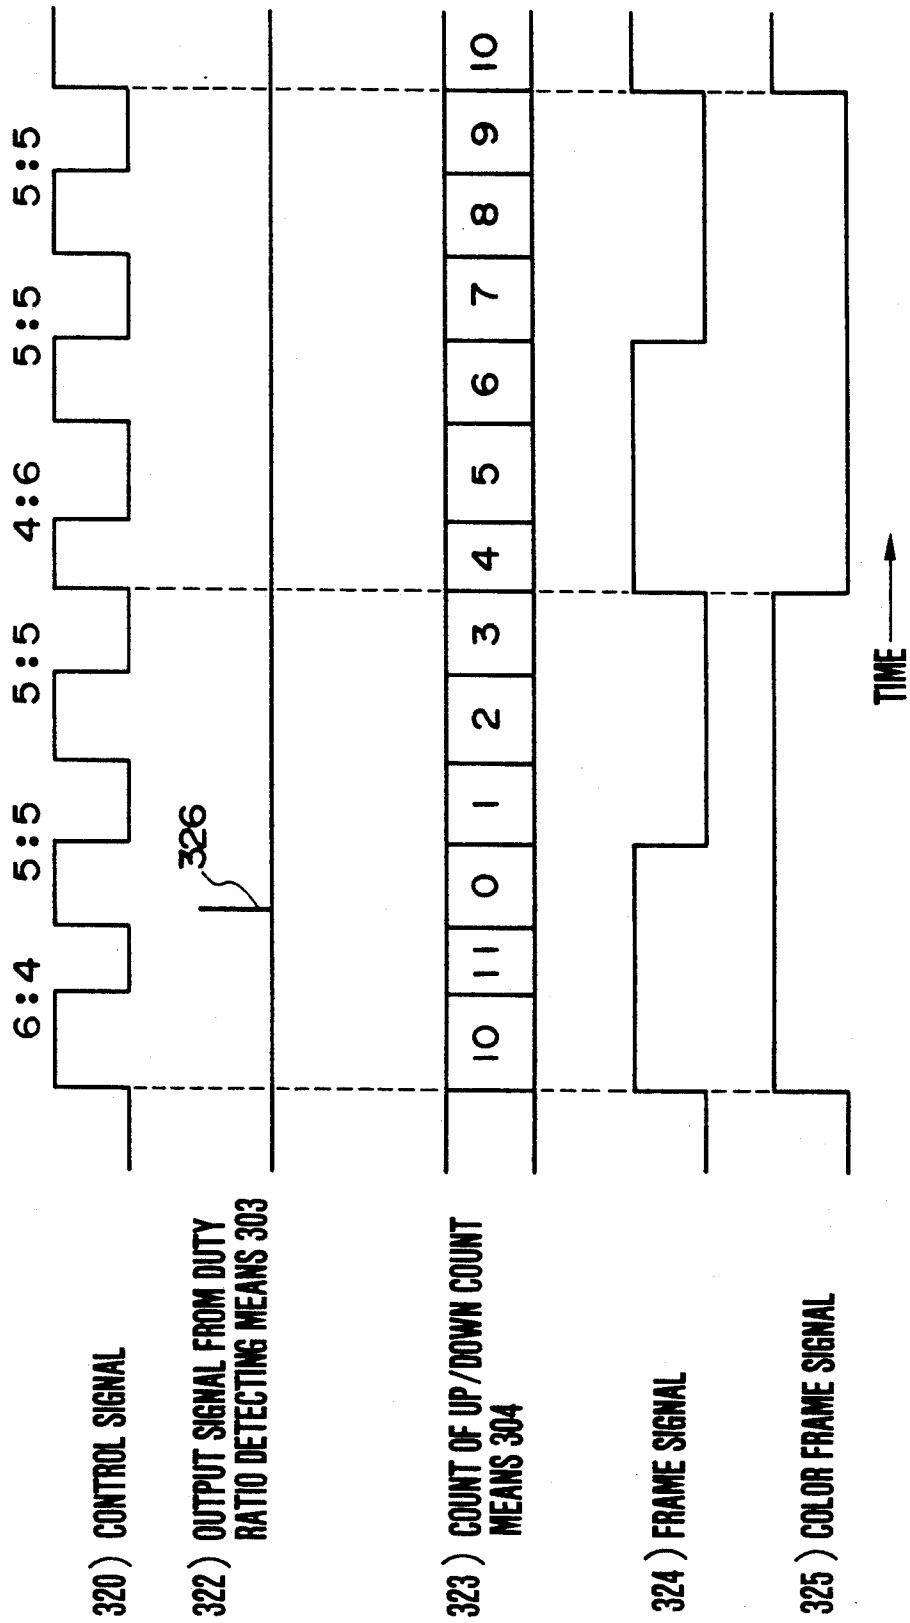 6:4 5:5 5:5 4:6 5:5 5:5
320 ) CONTROL SIGNAL
326
322 ) OUTPUT SIGNAL FROM DUTY
RATIO DETECTING MEANS 303
323 ) COUNT OF UP/DOWN COUNT
MEANS 304
10 11 0 1 2 3 4 5 6 7 8 9 10
324 ) FRAME SIGNAL
325 ) COLOR FRAME SIGNAL
TIME